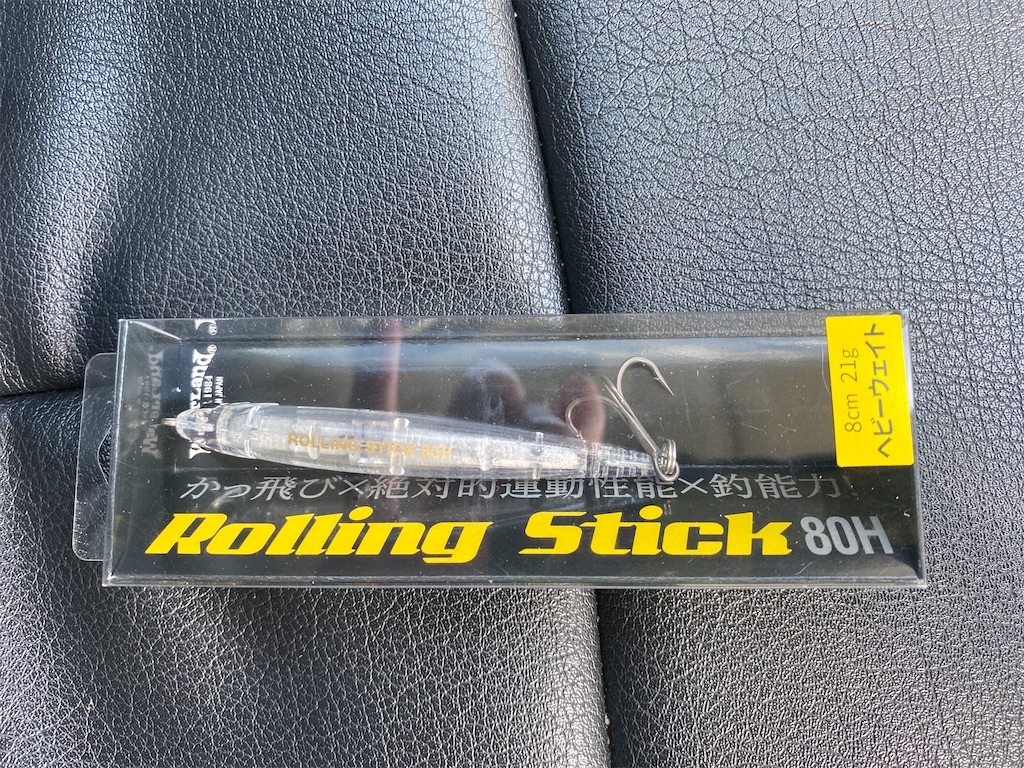 8cm 21g
ヘビーウェイト
ROLLING STICK 80H
かっ飛び×絶対的運動性能×釣能力!
Rolling Stick 80H